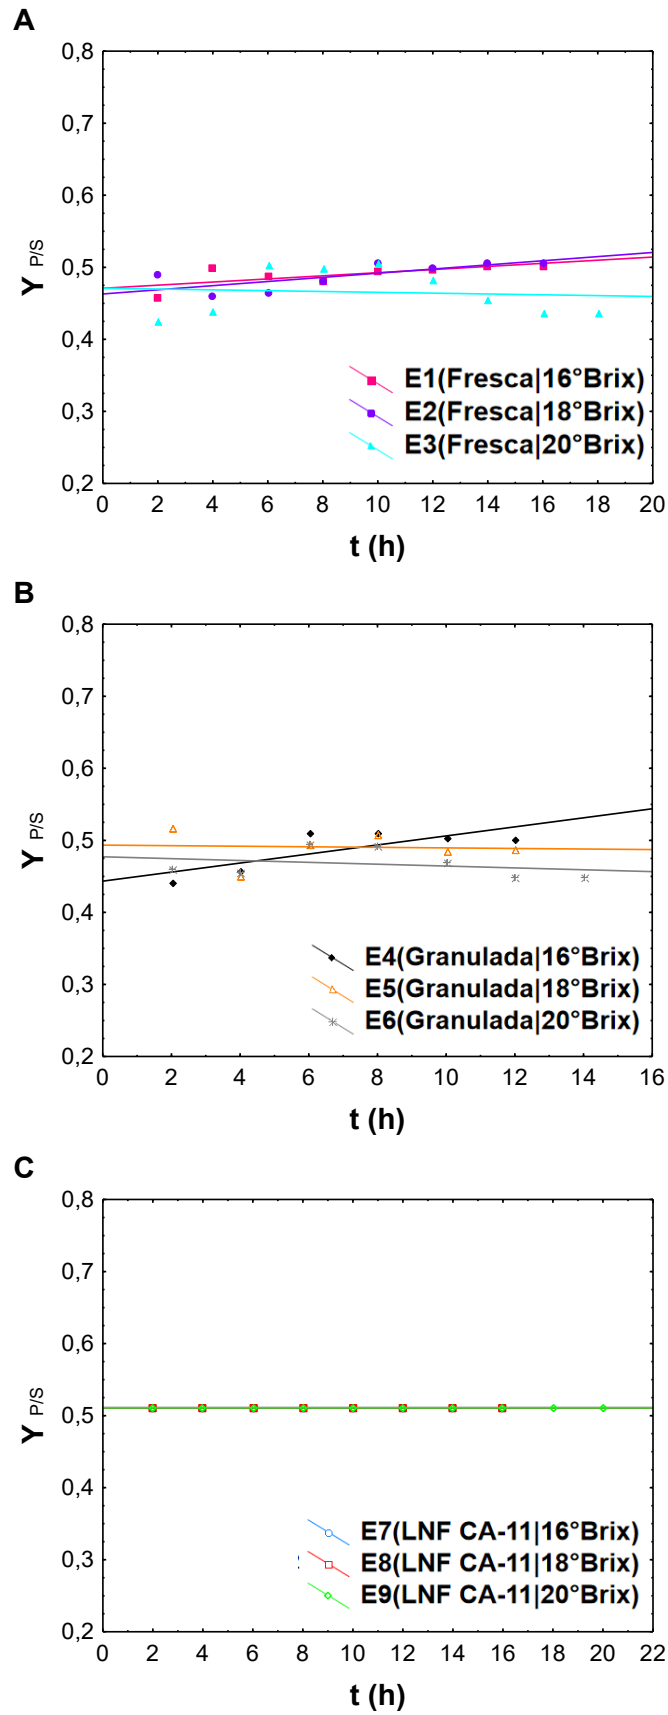 A
0,8
0,7
0,6
0,5
0,4
0,3
0,2
Y P/S
E1(Fresca|16°Brix)
E2(Fresca|18°Brix)
E3(Fresca|20°Brix)
0 2 4 6 8 10 12 14 16 18 20
t (h)
B
0,8
0,7
0,6
0,5
0,4
0,3
0,2
Y P/S
E4(Granulada|16°Brix)
E5(Granulada|18°Brix)
E6(Granulada|20°Brix)
0 2 4 6 8 10 12 14 16
t (h)
C
0,8
0,7
0,6
0,5
0,4
0,3
0,2
Y P/S
E7(LNF CA-11|16°Brix)
E8(LNF CA-11|18°Brix)
E9(LNF CA-11|20°Brix)
0 2 4 6 8 10 12 14 16 18 20 22
t (h)